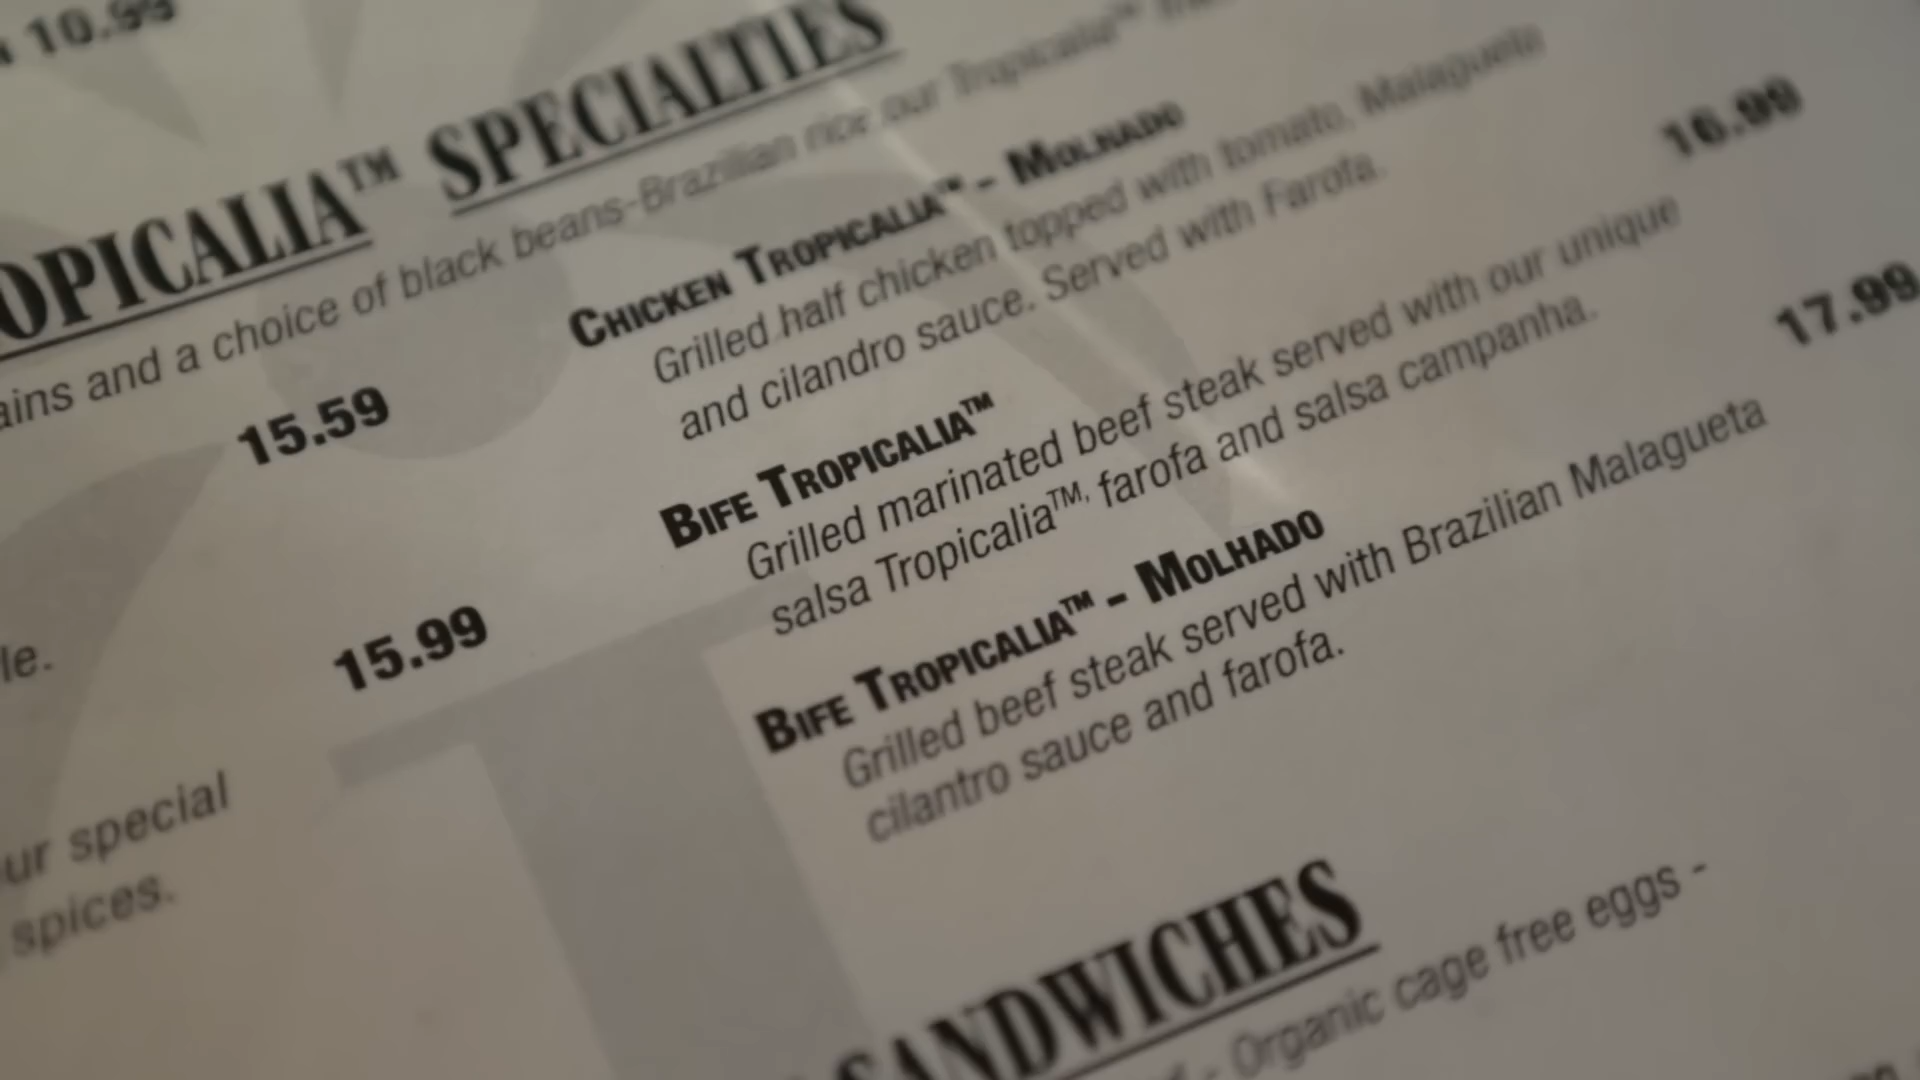 10.99
OPICALIA™ SPECIALTIES
ains and a choice of black beans-Brazilian rice our Tropicalia™
15.59
le.
15.99
ur special
spices.
CHICKEN TROPICALIA™ - MOLHADO
Grilled half chicken topped with tomato, Malagueta
and cilandro sauce. Served with Farofa.
16.99
BIFE TROPICALIA™
Grilled marinated beef steak served with our unique
salsa Tropicalia™, farofa and salsa campanha.
17.99
BIFE TROPICALIA™ - MOLHADO
Grilled beef steak served with Brazilian Malagueta
cilantro sauce and farofa.
SANDWICHES
- Organic cage free eggs -